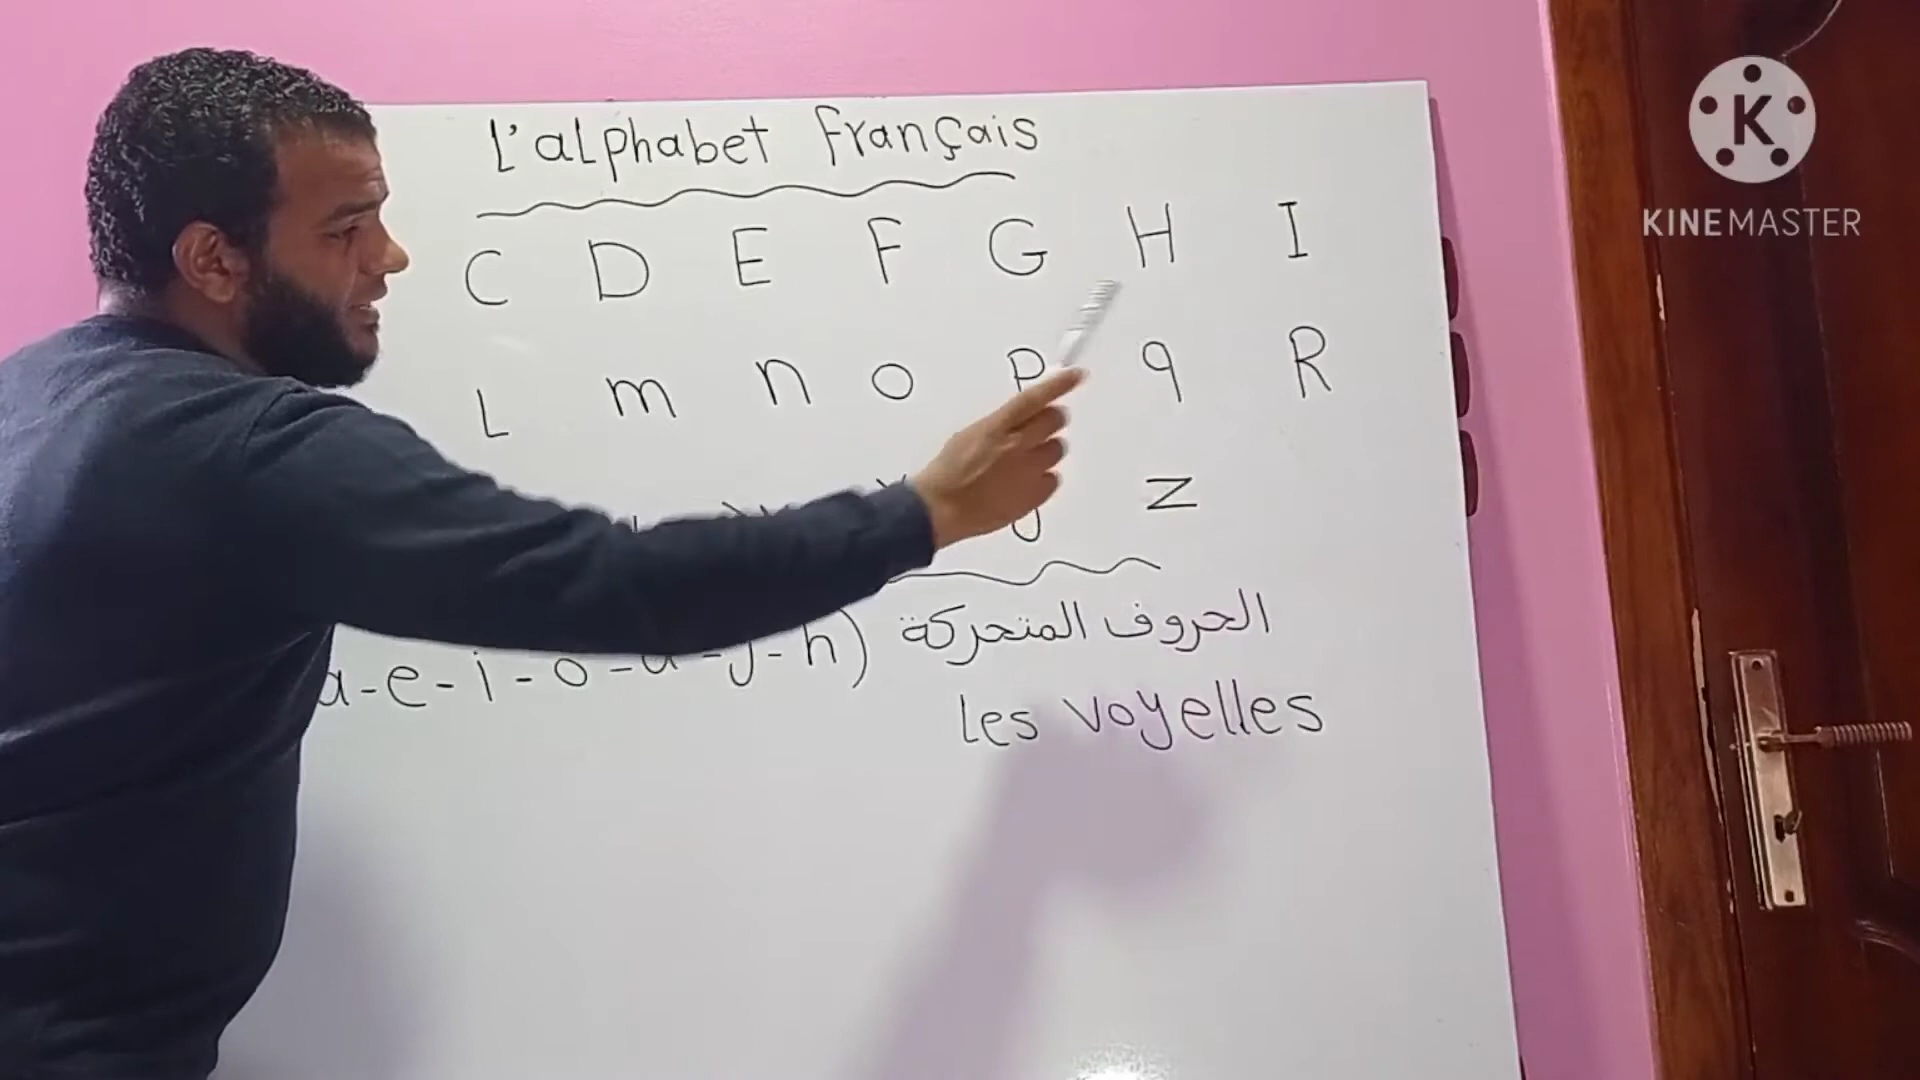 L'alphabet français
C D E F G H I
L m n o P q R
z
a-e-i-o-u-y-h) الحروف المتحركة
Les voyelles
K
KINEMASTER